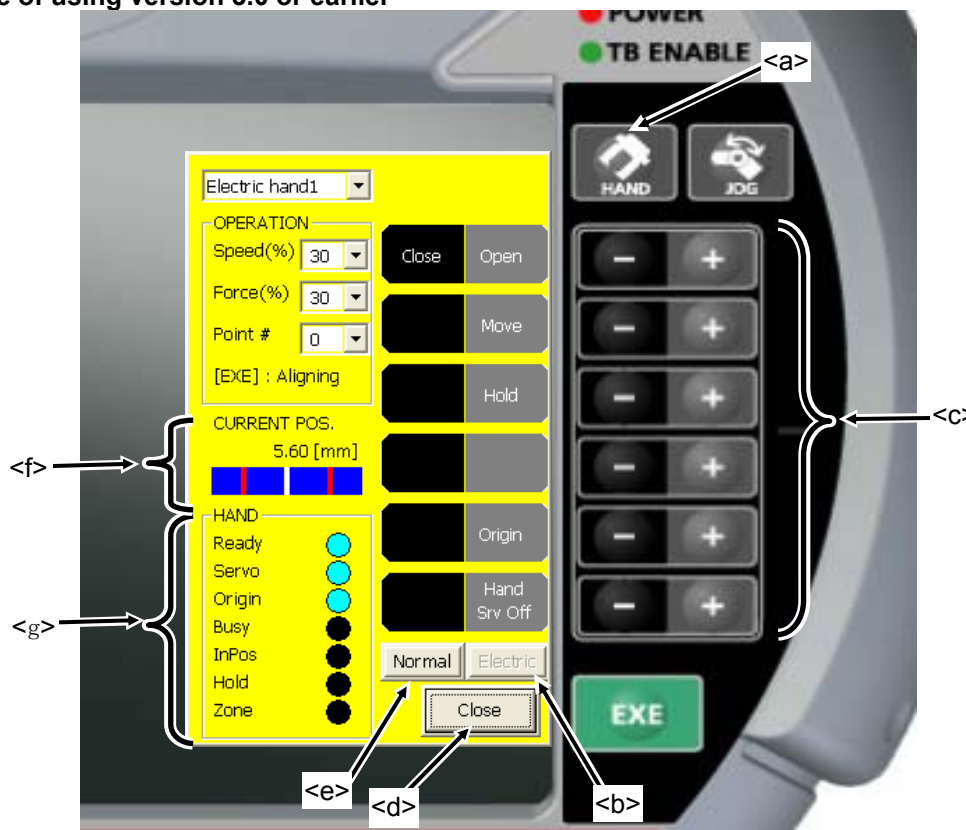 e of using version 3.0 or earlier
POWER
TB ENABLE
<a>
HAND
JOG
Electric hand1
OPERATION
Speed(%) 30
Force(%) 30
Point # 0
[EXE] : Aligning
Close Open
Move
Hold
Origin
Hand
Srv Off
CURRENT POS.
5.60 [mm]
<f>
<c>
HAND
Ready
Servo
Origin
Busy
InPos
Hold
Zone
<g>
Normal Electric
Close
EXE
<e>
<d>
<b>